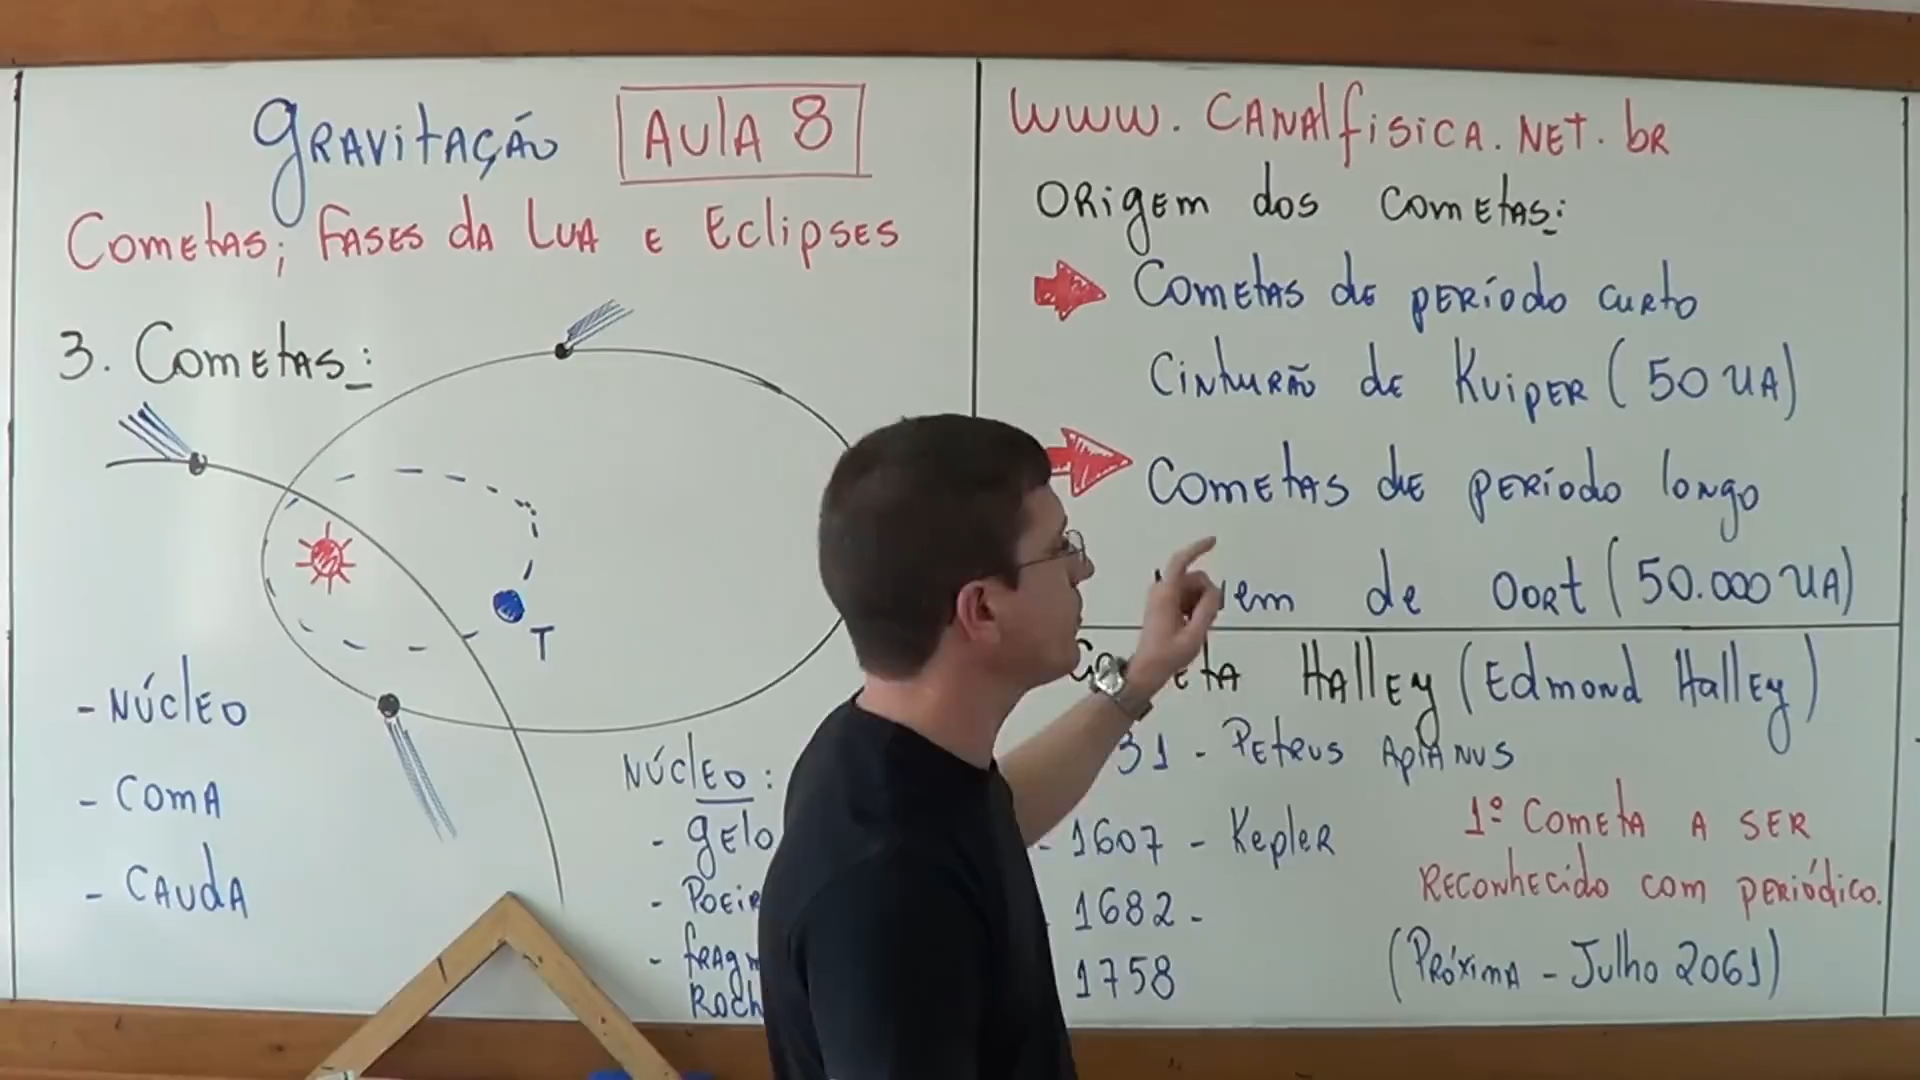 Gravitação Aula 8
Cometas; Fases da Lua e Eclipses
3. Cometas:
T
- Núcleo
- Coma
- Cauda
Núcleo:
- gelo
-
-
www.canalfisica.net.br
Origem dos Cometas:
Cometas de período curto
Cinturão de Kuiper (50 UA)
Cometas de período longo
de Oort (50.000 UA)
Halley (Edmond Halley)
31 - Petrus Apianus
- 1607 - Kepler
1682 -
1758
1º Cometa a ser
reconhecido com periódico.
(Próxima - Julho 2061)